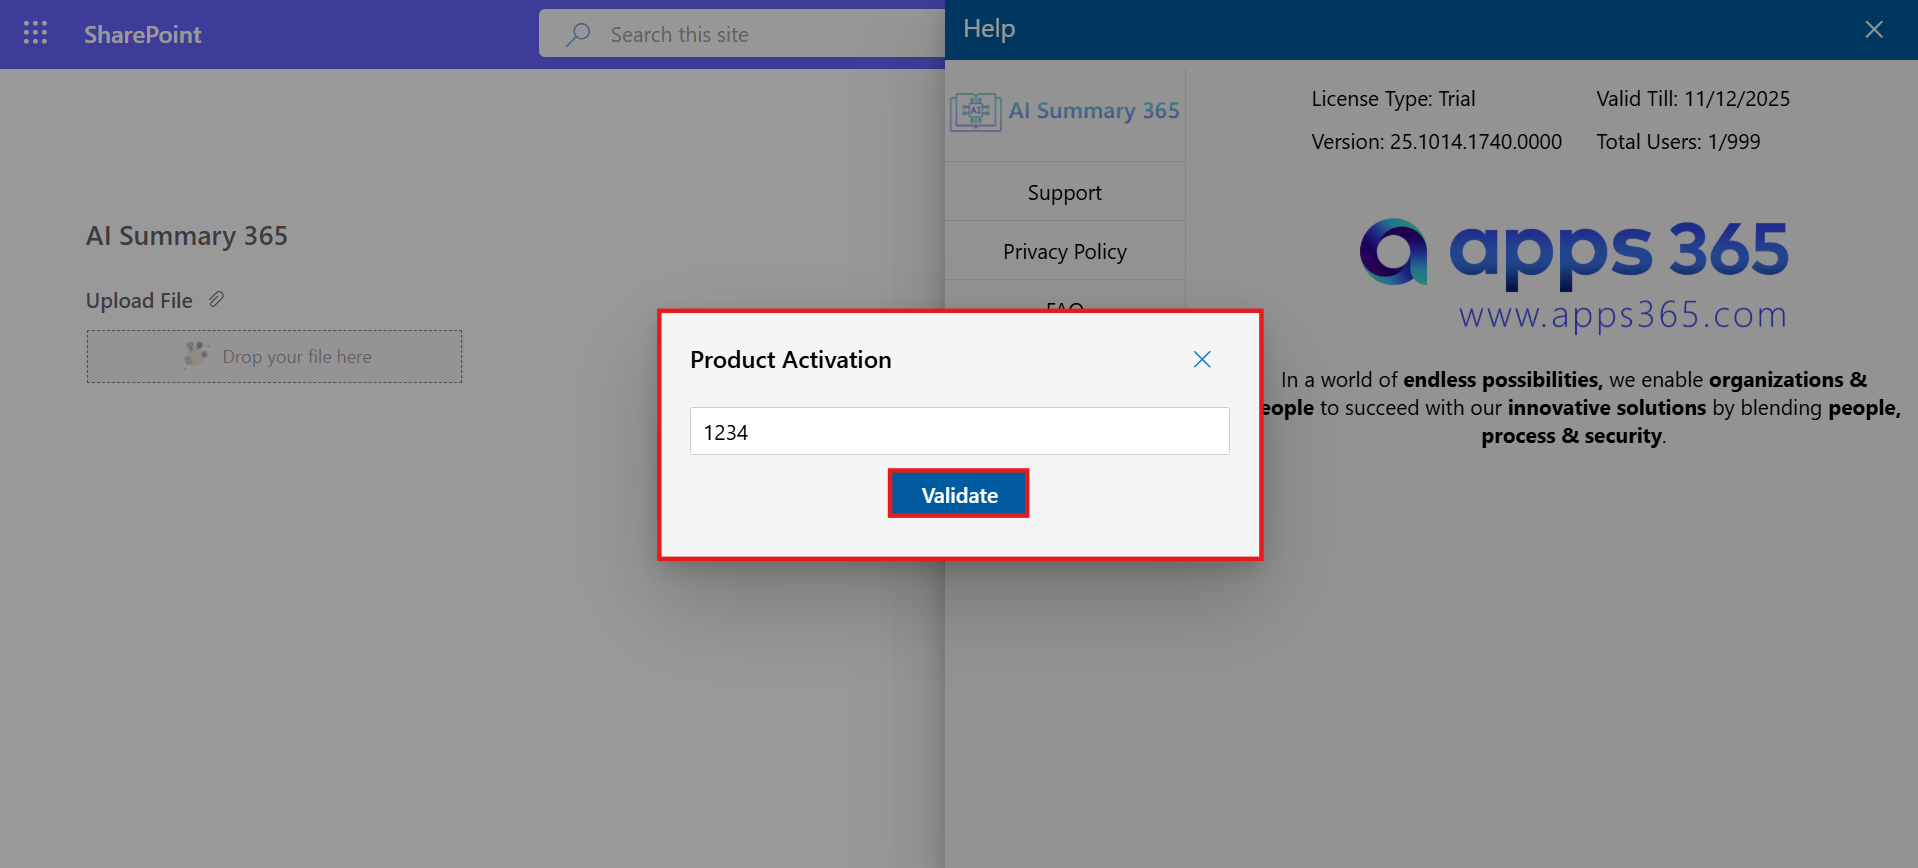 SharePoint
Search this site
Help
AI Summary 365
License Type: Trial
Valid Till: 11/12/2025
Version: 25.1014.1740.0000
Total Users: 1/999
Support
Privacy Policy
FAQ
apps 365
www.apps365.com
In a world of endless possibilities, we enable organizations &
eople to succeed with our innovative solutions by blending people,
process & security.
AI Summary 365
Upload File
Drop your file here
Product Activation
1234
Validate